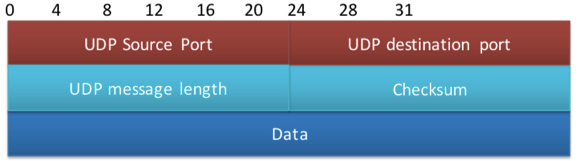 0 4 8 12 16 20 24 28 31
UDP Source Port UDP destination port
UDP message length Checksum
Data